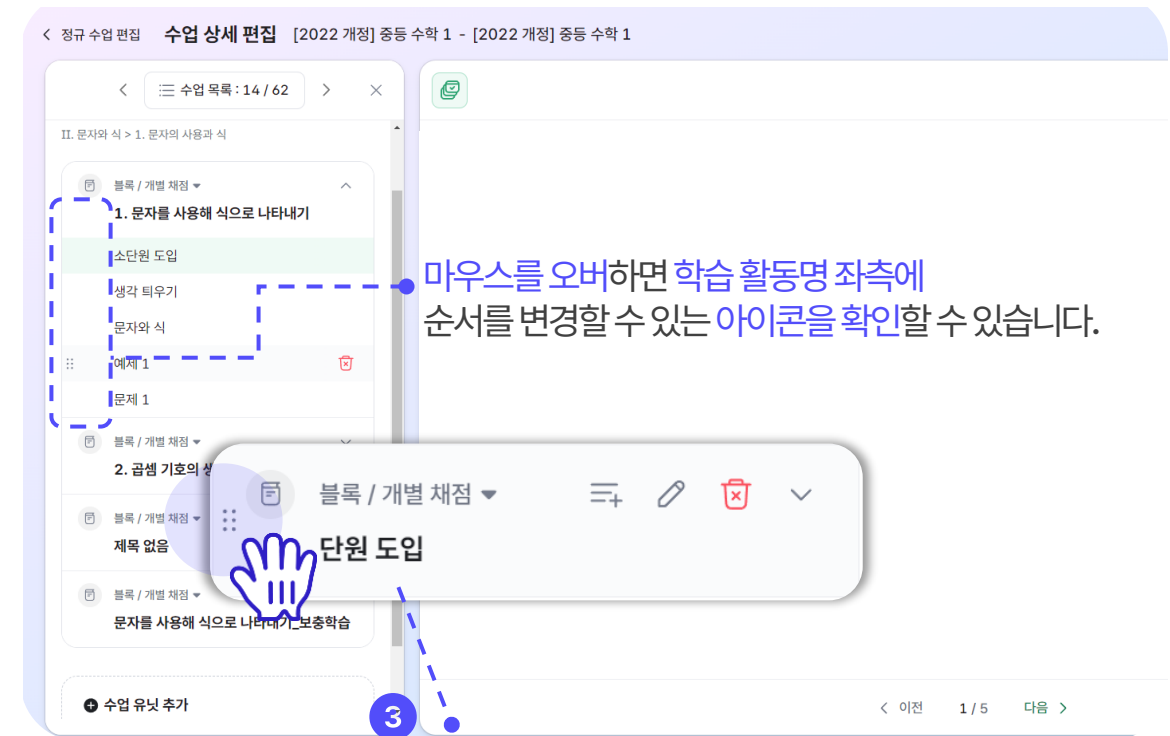 정규 수업 편집 수업 상세 편집 [2022 개정] 중등 수학 1 - [2022 개정] 중등 수학 1
수업 목록 : 14 / 62
II. 문자와 식 > 1. 문자의 사용과 식
블록 / 개별 채점
1. 문자를 사용해 식으로 나타내기
소단원 도입
생각 틔우기
문자와 식
예제 1
문제 1
마우스를 오버하면 학습 활동명 좌측에
순서를 변경할 수 있는 아이콘을 확인할 수 있습니다.
블록 / 개별 채점
2. 곱셈 기호의
블록 / 개별 채점
제목 없음
블록 / 개별 채점
단원 도입
블록 / 개별 채점
문자를 사용해 식으로 나타내기_보충학습
수업 유닛 추가
3
이전 1 / 5 다음